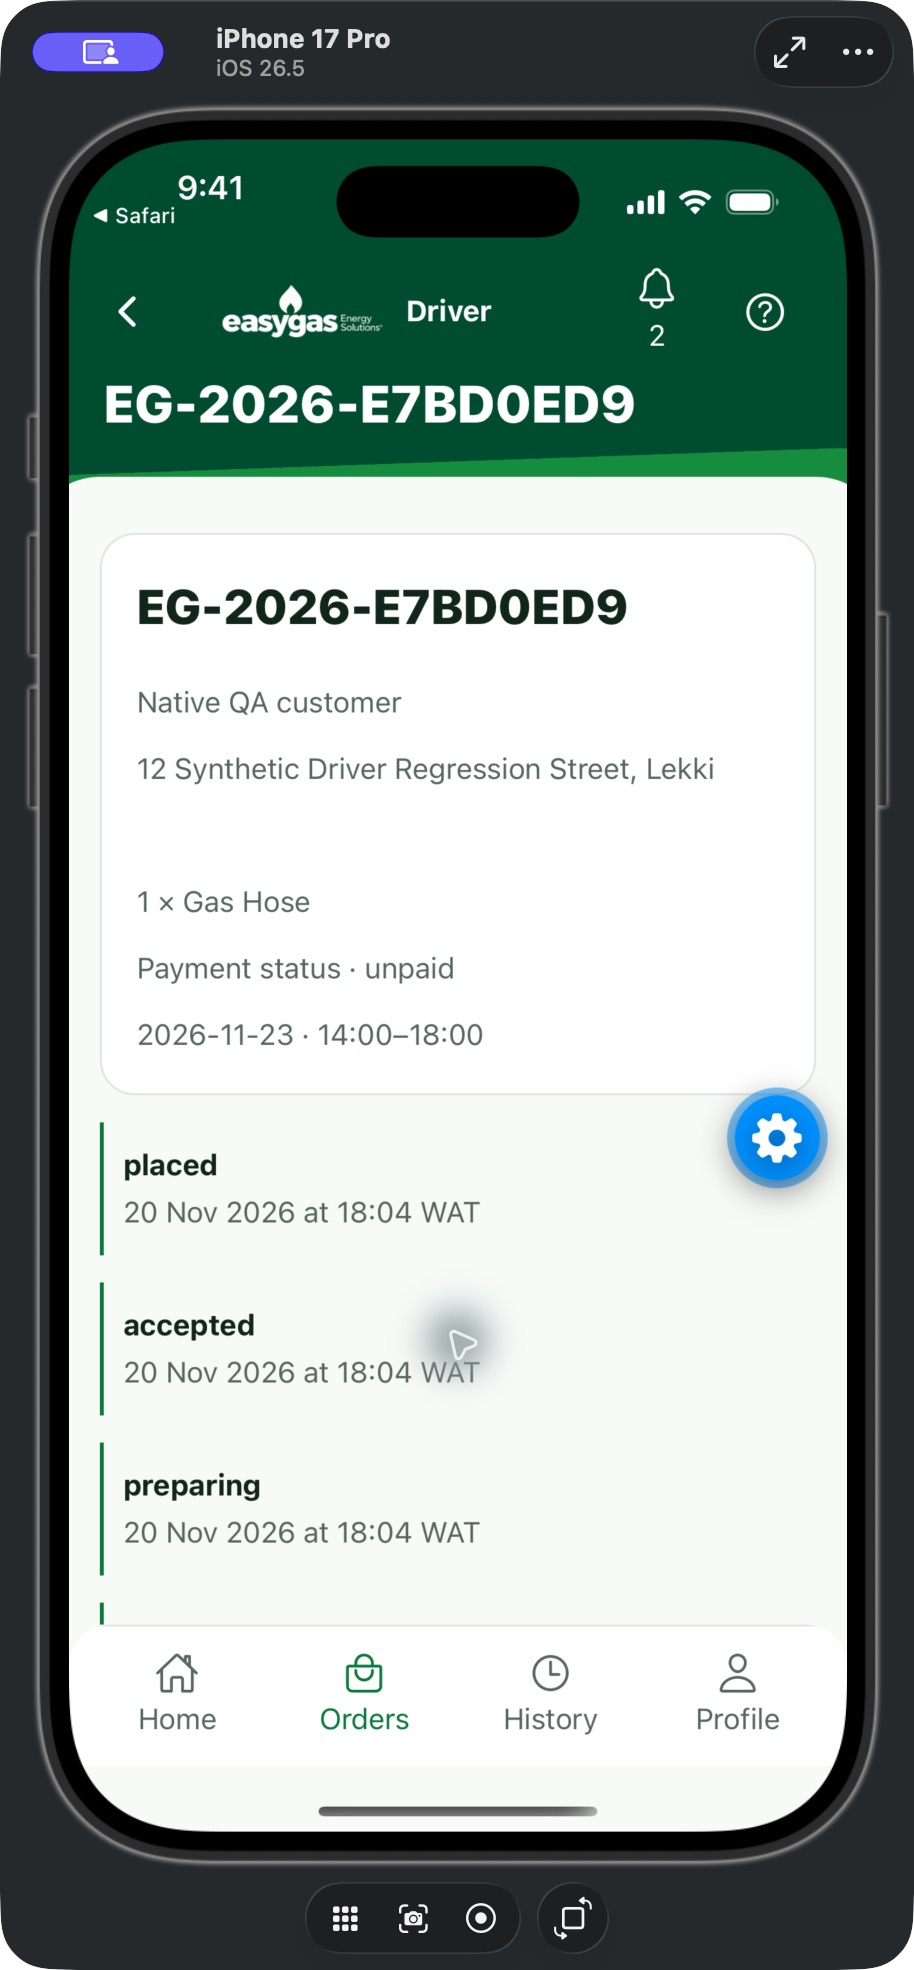 iPhone 17 Pro
iOS 26.5
9:41
Safari
easygas Energy Solutions
Driver
2
EG-2026-E7BD0ED9
EG-2026-E7BD0ED9
Native QA customer
12 Synthetic Driver Regression Street, Lekki
1 × Gas Hose
Payment status · unpaid
2026-11-23 · 14:00–18:00
placed
20 Nov 2026 at 18:04 WAT
accepted
20 Nov 2026 at 18:04 WAT
preparing
20 Nov 2026 at 18:04 WAT
Home
Orders
History
Profile